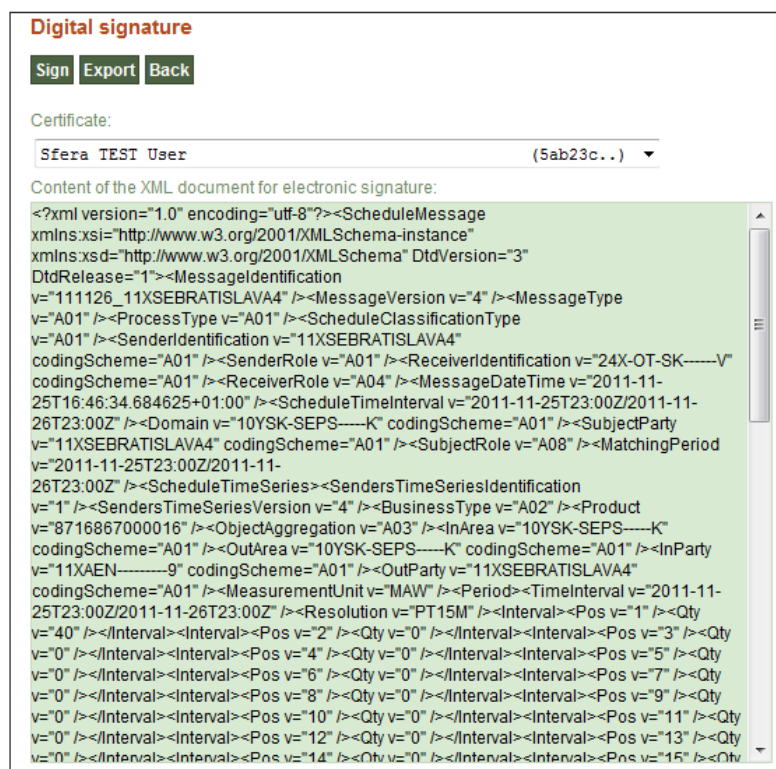 Digital signature
Sign Export Back
Certificate:
Sfera TEST User (5ab23c..)
Content of the XML document for electronic signature:
<?xml version="1.0" encoding="utf-8"?><ScheduleMessage
xmlns:xsi="http://www.w3.org/2001/XMLSchema-instance"
xmlns:xsd="http://www.w3.org/2001/XMLSchema" DtdVersion="3"
DtdRelease="1"><MessageIdentification
v="111126_11XSEBRATISLAVA4" /><MessageVersion v="4" /><MessageType
v="A01" /><ProcessType v="A01" /><ScheduleClassificationType
v="A01" /><SenderIdentification v="11XSEBRATISLAVA4"
codingScheme="A01" /><SenderRole v="A01" /><ReceiverIdentification v="24X-OT-SK------V"
codingScheme="A01" /><ReceiverRole v="A04" /><MessageDateTime v="2011-11-
25T16:46:34.684625+01:00" /><ScheduleTimeInterval v="2011-11-25T23:00Z/2011-11-
26T23:00Z" /><Domain v="10YSK-SEPS-----K" codingScheme="A01" /><SubjectParty
v="11XSEBRATISLAVA4" codingScheme="A01" /><SubjectRole v="A08" /><MatchingPeriod
v="2011-11-25T23:00Z/2011-11-
26T23:00Z" /><ScheduleTimeSeries><SendersTimeSeriesIdentification
v="1" /><SendersTimeSeriesVersion v="4" /><BusinessType v="A02" /><Product
v="8716867000016" /><ObjectAggregation v="A03" /><InArea v="10YSK-SEPS-----K"
codingScheme="A01" /><OutArea v="10YSK-SEPS-----K" codingScheme="A01" /><InParty
v="11XAEN---------9" codingScheme="A01" /><OutParty v="11XSEBRATISLAVA4"
codingScheme="A01" /><MeasurementUnit v="MAW" /><Period><TimeInterval v="2011-11-
25T23:00Z/2011-11-26T23:00Z" /><Resolution v="PT15M" /><Interval><Pos v="1" /><Qty
v="40" /></Interval><Interval><Pos v="2" /><Qty v="0" /></Interval><Interval><Pos v="3" /><Qty
v="0" /></Interval><Interval><Pos v="4" /><Qty v="0" /></Interval><Interval><Pos v="5" /><Qty
v="0" /></Interval><Interval><Pos v="6" /><Qty v="0" /></Interval><Interval><Pos v="7" /><Qty
v="0" /></Interval><Interval><Pos v="8" /><Qty v="0" /></Interval><Interval><Pos v="9" /><Qty
v="0" /></Interval><Interval><Pos v="10" /><Qty v="0" /></Interval><Interval><Pos v="11" /><Qty
v="0" /></Interval><Interval><Pos v="12" /><Qty v="0" /></Interval><Interval><Pos v="13" /><Qty
v="0" /></Interval><Interval><Pos v="14" /><Qty v="0" /></Interval><Interval><Pos v="15" /><Qty